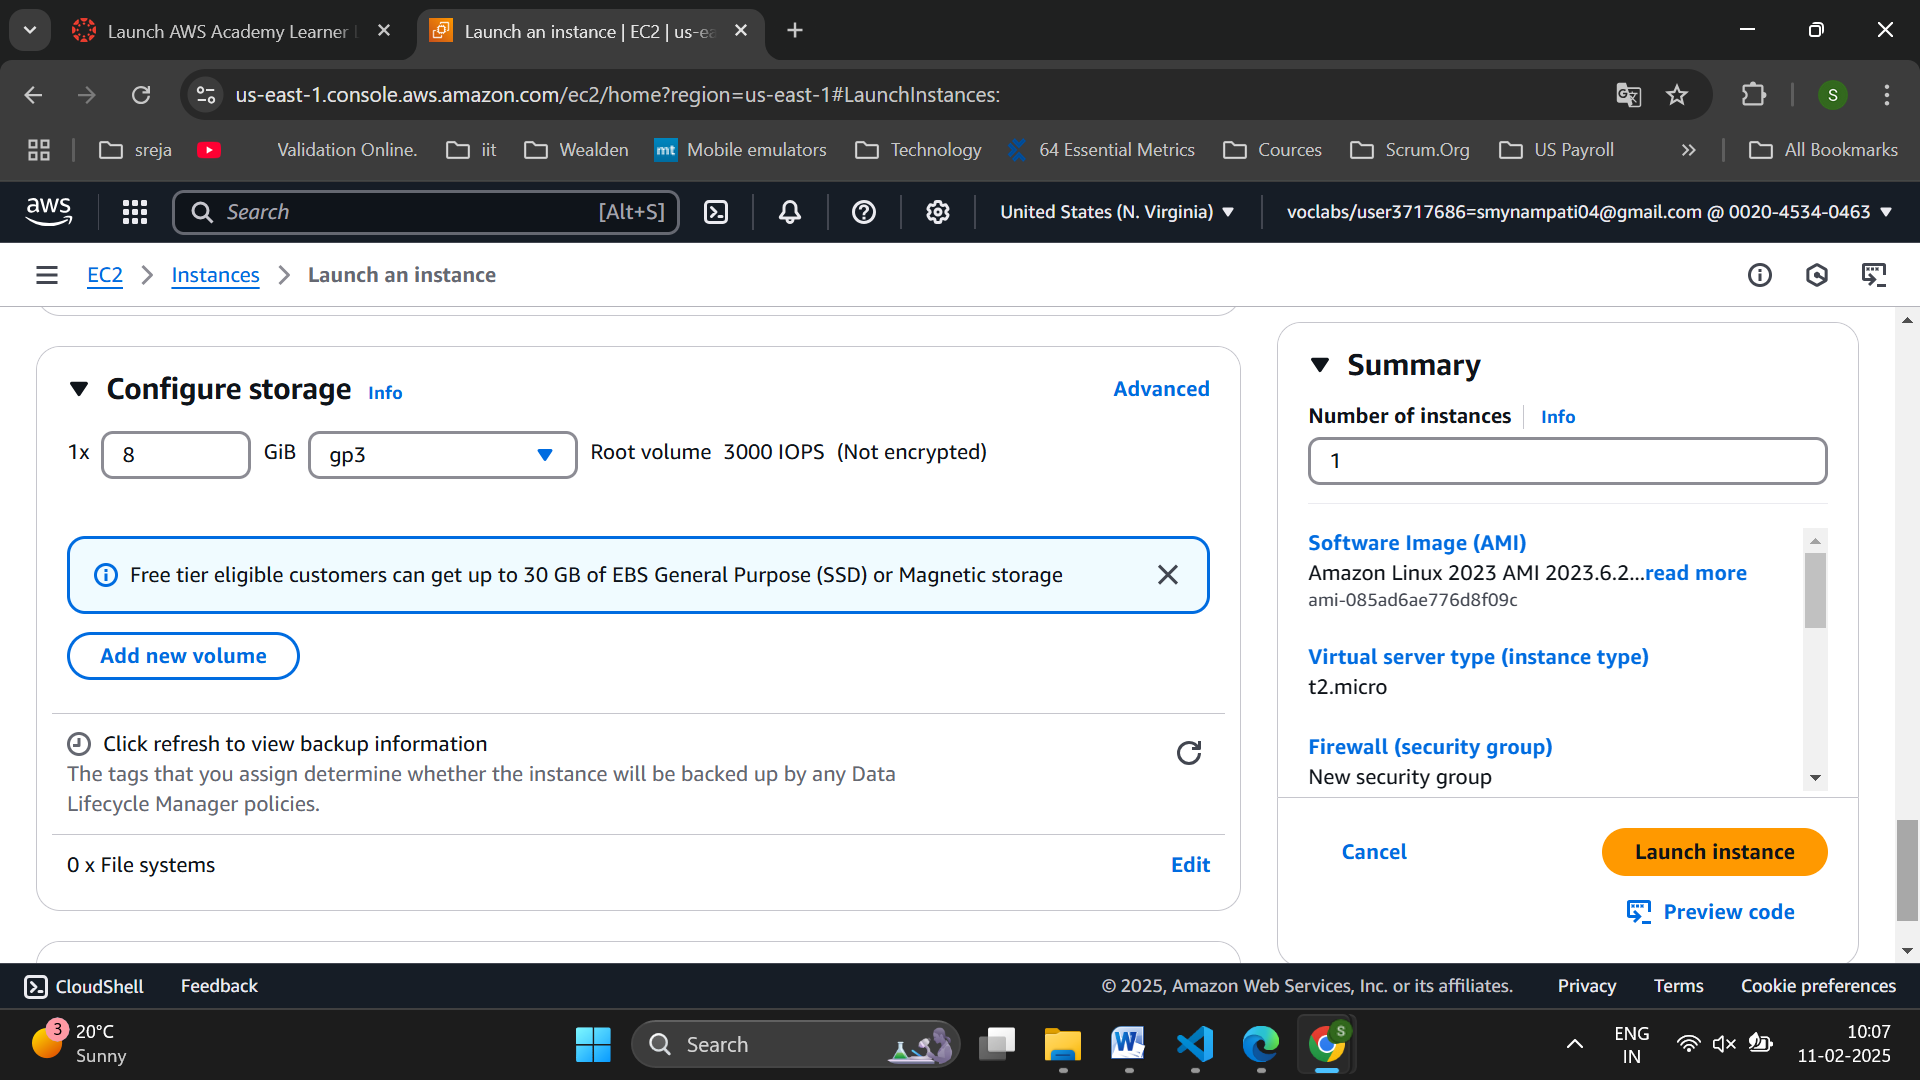 Launch AWS Academy Learner L
Launch an instance | EC2 | us-ea
us-east-1.console.aws.amazon.com/ec2/home?region=us-east-1#LaunchInstances:
S
sreja
Validation Online.
iit
Wealden
mt Mobile emulators
Technology
64 Essential Metrics
Cources
Scrum.Org
US Payroll
All Bookmarks
aws
Search [Alt+S]
United States (N. Virginia)
voclabs/user3717686=smynampati04@gmail.com @ 0020-4534-0463
EC2
Instances
Launch an instance
Configure storage Info
Advanced
1x 8 GiB gp3 Root volume 3000 IOPS (Not encrypted)
Free tier eligible customers can get up to 30 GB of EBS General Purpose (SSD) or Magnetic storage
Add new volume
Click refresh to view backup information
The tags that you assign determine whether the instance will be backed up by any Data
Lifecycle Manager policies.
0 x File systems
Edit
Summary
Number of instances Info
1
Software Image (AMI)
Amazon Linux 2023 AMI 2023.6.2...read more
ami-085ad6ae776d8f09c
Virtual server type (instance type)
t2.micro
Firewall (security group)
New security group
Cancel
Launch instance
Preview code
CloudShell
Feedback
© 2025, Amazon Web Services, Inc. or its affiliates.
Privacy
Terms
Cookie preferences
3
20°C
Sunny
Search
W
S
ENG
IN
10:07
11-02-2025